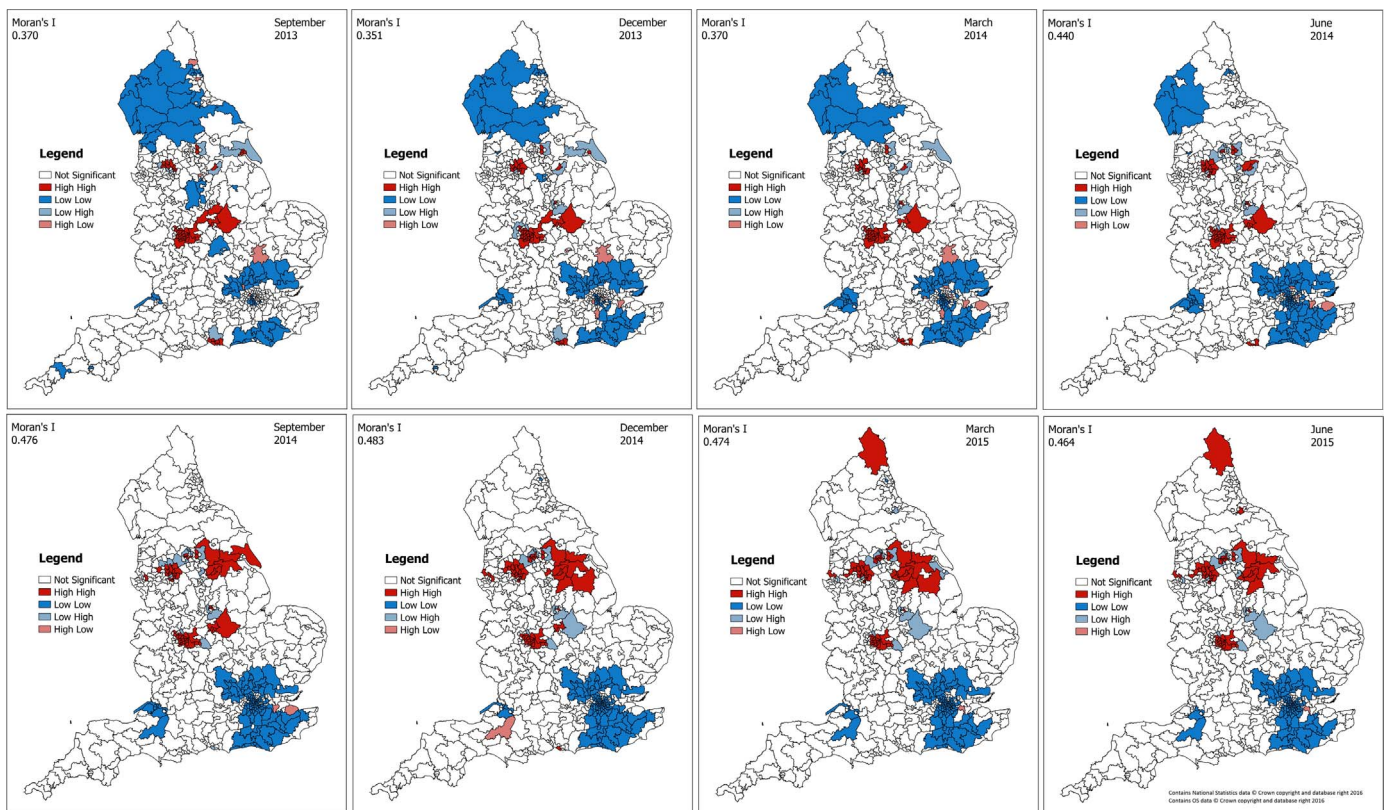 Moran's I
0.370
September
2013
Legend
Not Significant
High High
Low Low
Low High
High Low
Moran's I
0.351
December
2013
Legend
Not Significant
High High
Low Low
Low High
High Low
Moran's I
0.370
March
2014
Legend
Not Significant
High High
Low Low
Low High
High Low
Moran's I
0.440
June
2014
Legend
Not Significant
High High
Low Low
Low High
High Low
Moran's I
0.476
September
2014
Legend
Not Significant
High High
Low Low
Low High
High Low
Moran's I
0.483
December
2014
Legend
Not Significant
High High
Low Low
Low High
High Low
Moran's I
0.474
March
2015
Legend
Not Significant
High High
Low Low
Low High
High Low
Moran's I
0.464
June
2015
Legend
Not Significant
High High
Low Low
Low High
High Low
Contains National Statistics data © Crown copyright and database right 2016
Contains OS data © Crown copyright and database right 2016